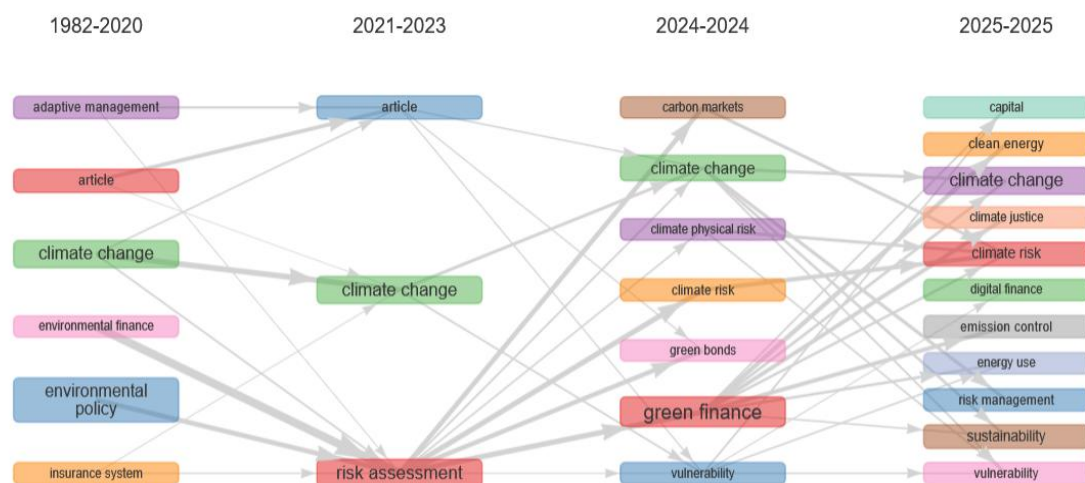 1982-2020
2021-2023
2024-2024
2025-2025
adaptive management
article
climate change
environmental finance
environmental
policy
insurance system
article
climate change
risk assessment
carbon markets
climate change
climate physical risk
climate risk
green bonds
green finance
vulnerability
capital
clean energy
climate change
climate justice
climate risk
digital finance
emission control
energy use
risk management
sustainability
vulnerability